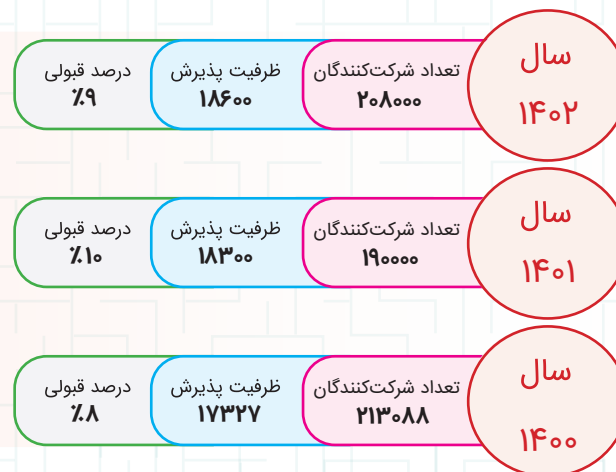 سال
۱۴۰۲
تعداد شرکت‌کنندگان
۲۰۸۰۰۰
ظرفیت پذیرش
۱۸۶۰۰
درصد قبولی
٪۹
سال
۱۴۰۱
تعداد شرکت‌کنندگان
۱۹۰۰۰۰
ظرفیت پذیرش
۱۸۳۰۰
درصد قبولی
٪۱۰
سال
۱۴۰۰
تعداد شرکت‌کنندگان
۲۱۳۰۸۸
ظرفیت پذیرش
۱۷۳۲۷
درصد قبولی
٪۸